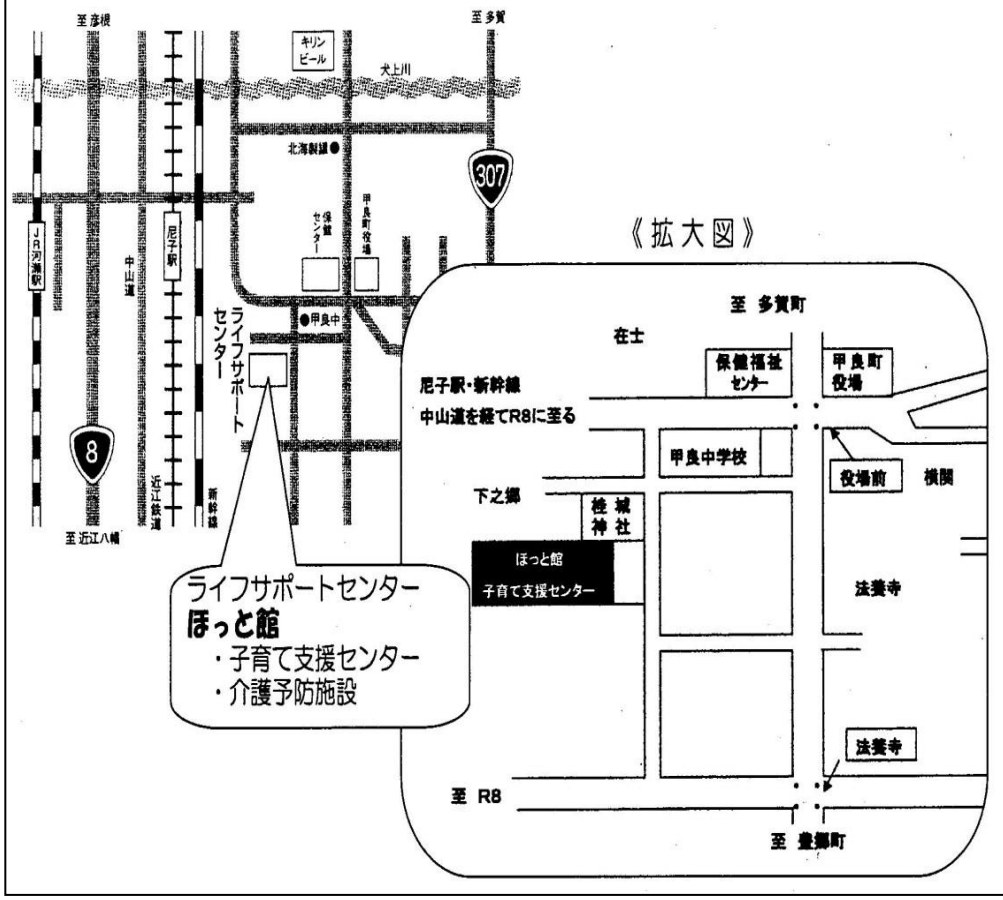 至 彦根
至 多賀
キリン
ビール
犬上川
北海製線
307
JR河瀬駅
中山道
尼子駅
保健
センター
甲良町役場
甲良中
ライフサポート
センター
8
近江鉄道
新幹線
至 近江八幡
ライフサポートセンター
ほっと館
・子育て支援センター
・介護予防施設
《拡大図》
至 多賀町
在士
保健福祉
センター
甲良町
役場
尼子駅・新幹線
中山道を経てR8に至る
甲良中学校
役場前
横関
下之郷
桂城
神社
ほっと館
子育て支援センター
法養寺
法養寺
至 R8
至 豊郷町